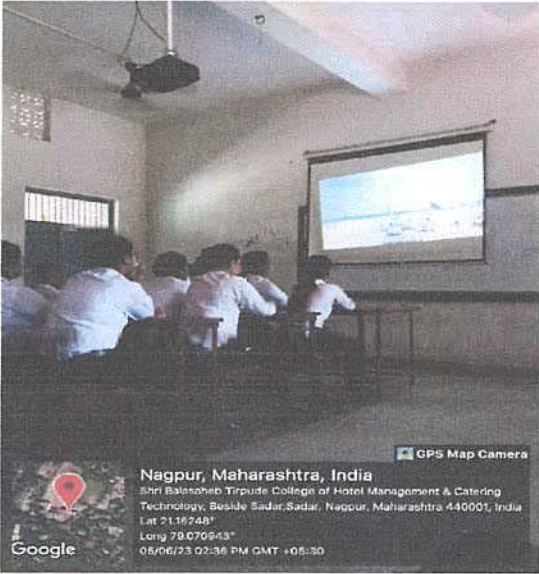 GPS Map Camera
Nagpur, Maharashtra, India
Shri Balasaheb Tirpude College of Hotel Management & Catering
Technology, Beside Sadar,Sadar, Nagpur, Maharashtra 440001, India
Lat 21.16248°
Long 79.070943°
05/06/23 02:36 PM GMT +05:30
Google